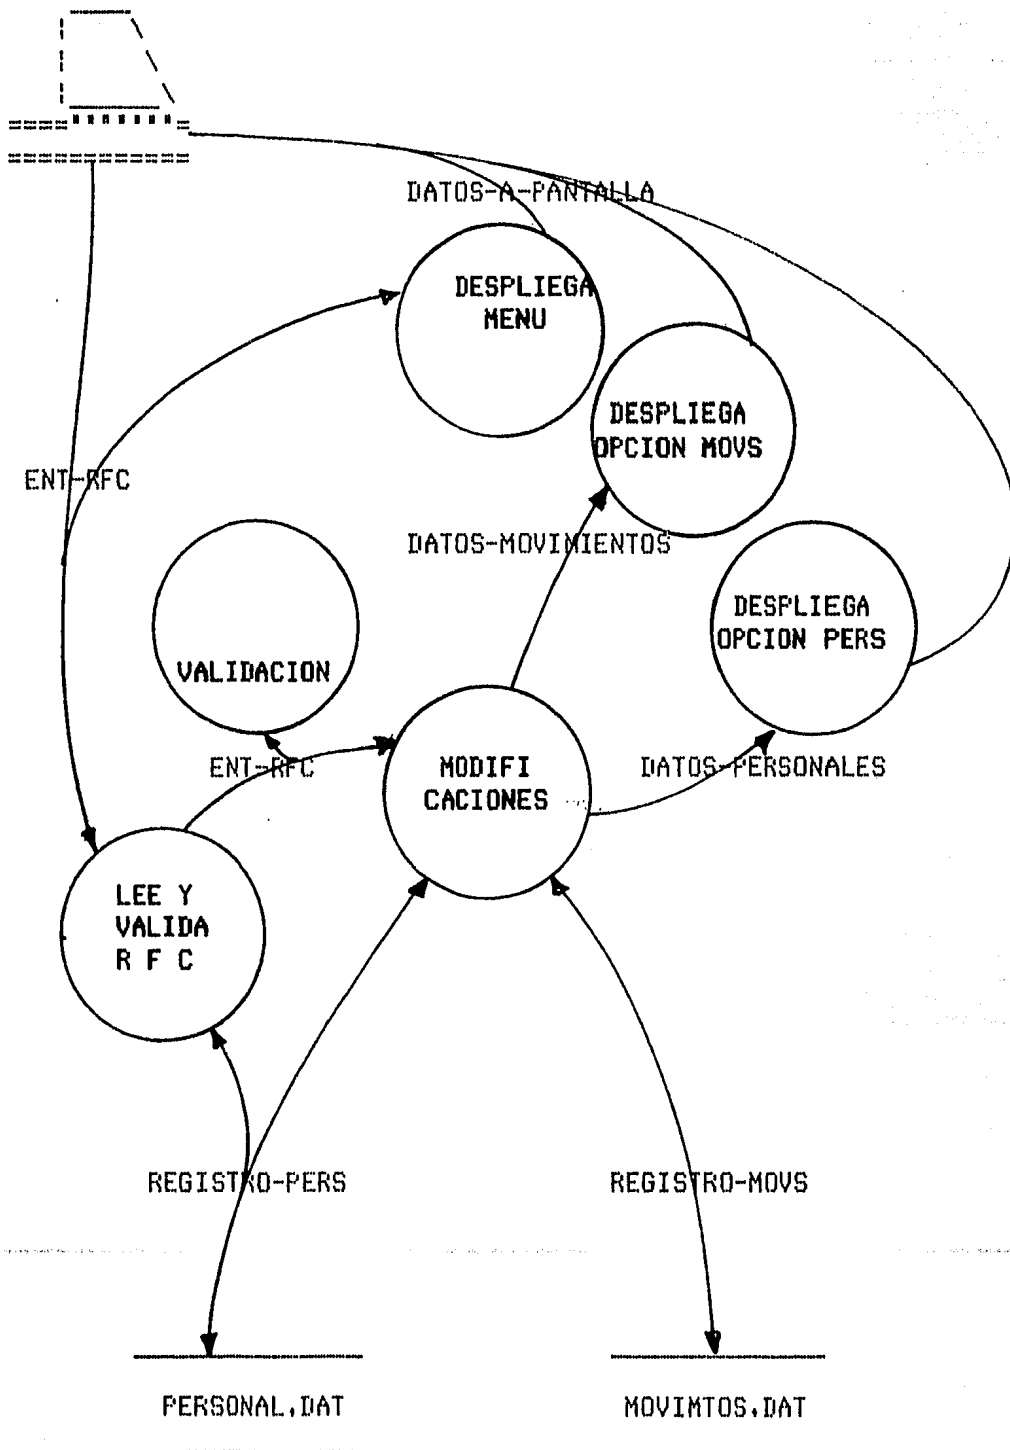 DATOS-A-PANTALLA
DESPLIEGA
MENU
DESPLIEGA
OPCION MOVS
ENT-RFC
DATOS-MOVIMIENTOS
DESPLIEGA
OPCION PERS
VALIDACION
ENT-RFC
MODIFI
CACIONES
DATOS-PERSONALES
LEE Y
VALIDA
R F C
REGISTRO-PERS
REGISTRO-MOVS
PERSONAL.DAT
MOVIMTOS.DAT